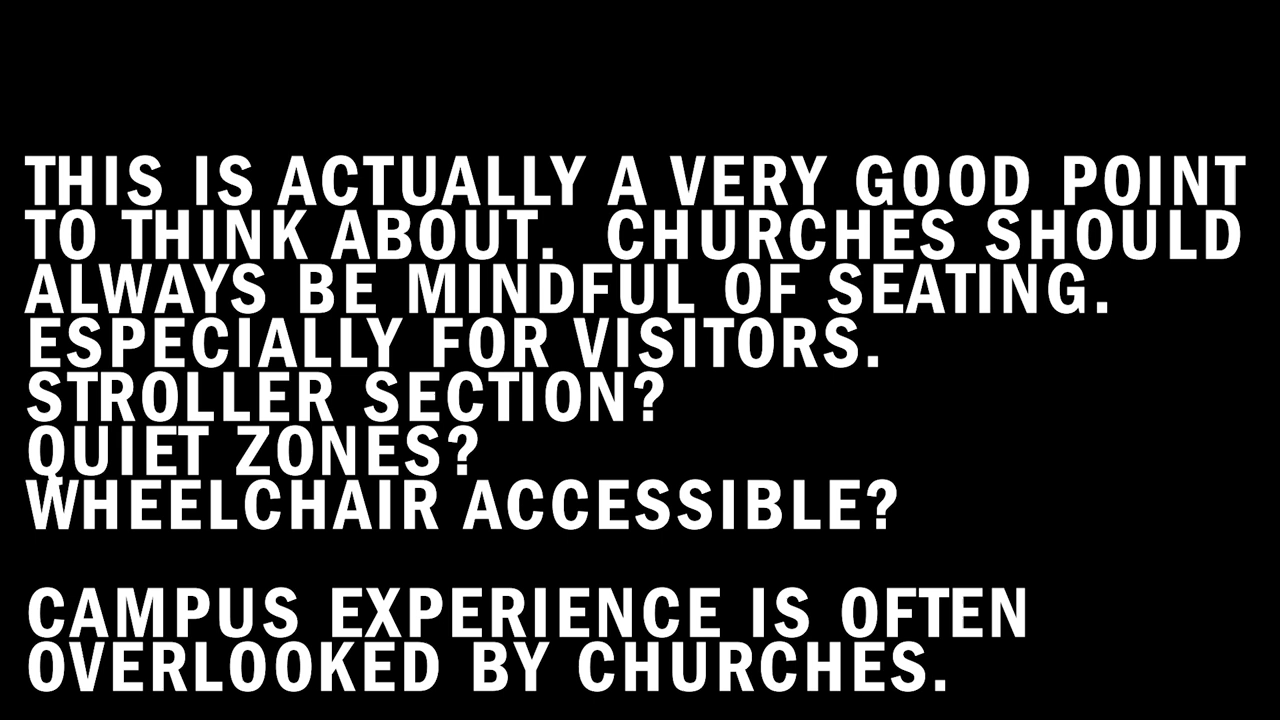 THIS IS ACTUALLY A VERY GOOD POINT
TO THINK ABOUT.  CHURCHES SHOULD
ALWAYS BE MINDFUL OF SEATING.
ESPECIALLY FOR VISITORS.
STROLLER SECTION?
QUIET ZONES?
WHEELCHAIR ACCESSIBLE?
CAMPUS EXPERIENCE IS OFTEN
OVERLOOKED BY CHURCHES.